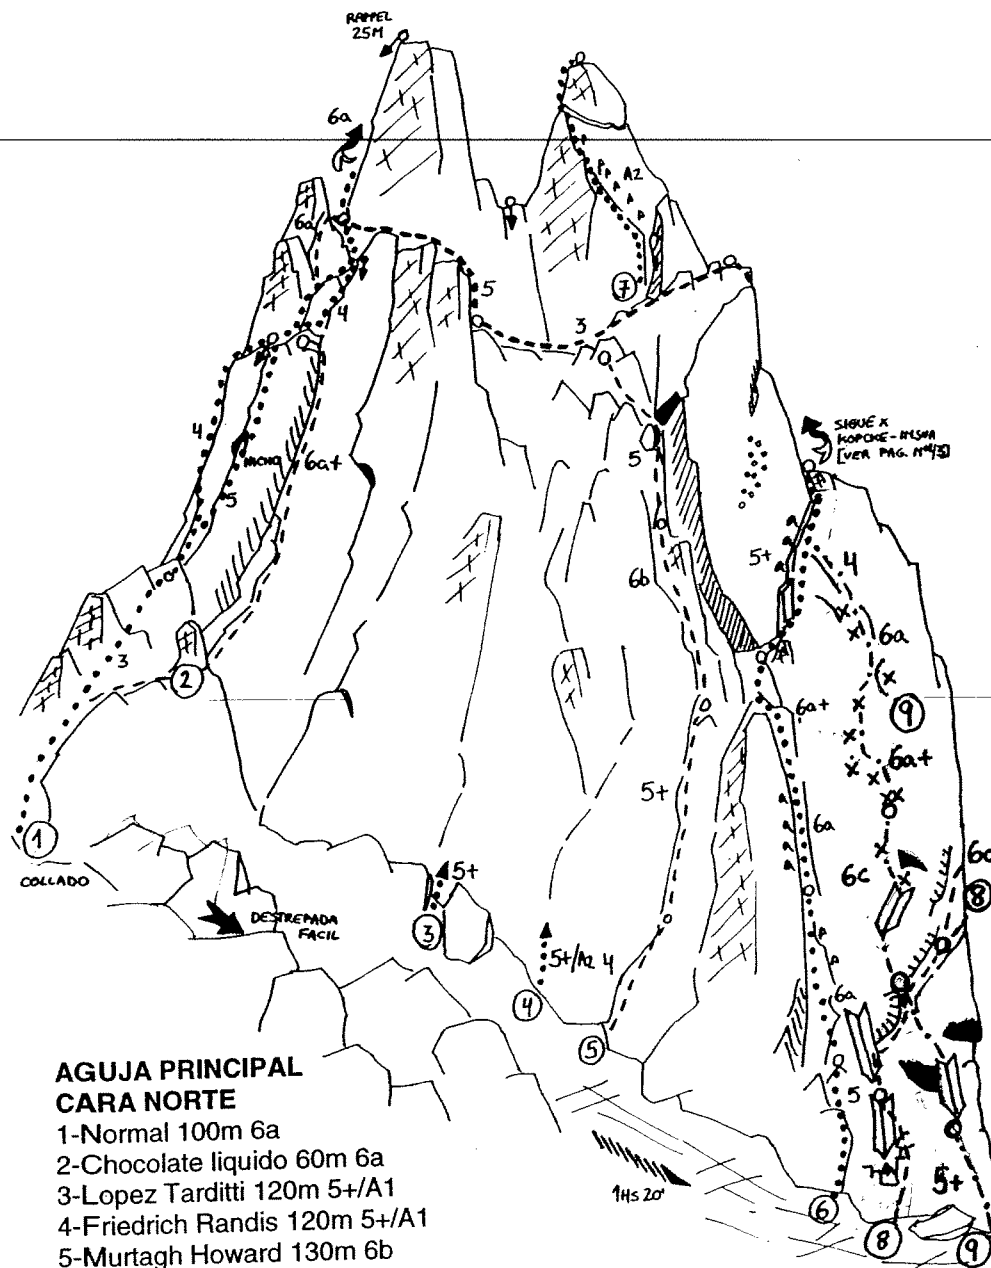 RAPPEL
25M
6a
A2
6a
5
4
7
3
SIGUE X
[VER PAG.
4
NICHO
6a+
5
5
5+
4
6b
6a
3
2
9
6a+
6a+
5+
6a
1
COLLADO
5+
6c
8
DESTREPADA
FACIL
3
5+/A2 4
4
6a
5
5
AGUJA PRINCIPAL
CARA NORTE
1-Normal 100m 6a
2-Chocolate liquido 60m 6a
3-Lopez Tarditti 120m 5+/A1
4-Friedrich Randis 120m 5+/A1
5-Murtagh Howard 130m 6b
1Hs 20'
5+
6
8
9